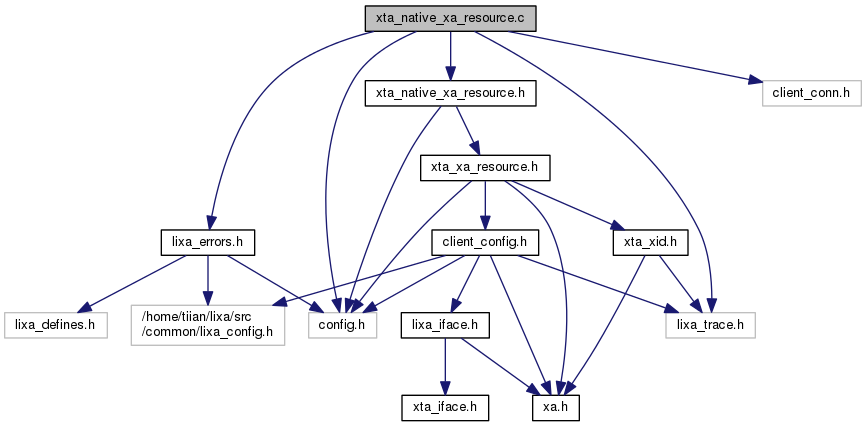 xta_native_xa_resource.c
xta_native_xa_resource.h
client_conn.h
xta_xa_resource.h
lixa_errors.h
client_config.h
xta_xid.h
lixa_defines.h
/home/tiian/lixa/src
/common/lixa_config.h
config.h
lixa_iface.h
lixa_trace.h
xta_iface.h
xa.h